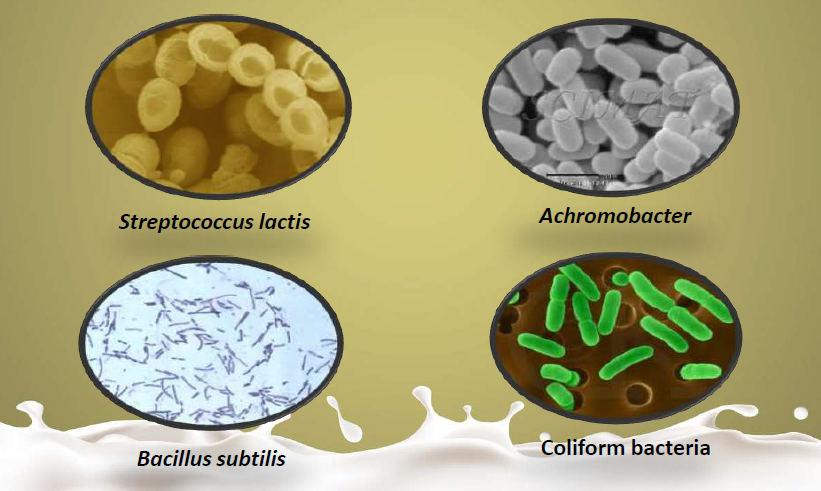 Streptococcus lactis
Achromobacter
Bacillus subtilis
Coliform bacteria